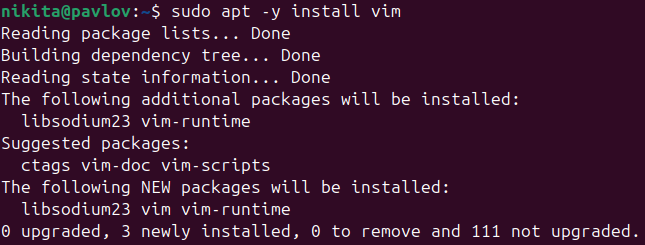 nikita@pavlov:~$ sudo apt -y install vim
Reading package lists... Done
Building dependency tree... Done
Reading state information... Done
The following additional packages will be installed:
  libsodium23 vim-runtime
Suggested packages:
  ctags vim-doc vim-scripts
The following NEW packages will be installed:
  libsodium23 vim vim-runtime
0 upgraded, 3 newly installed, 0 to remove and 111 not upgraded.